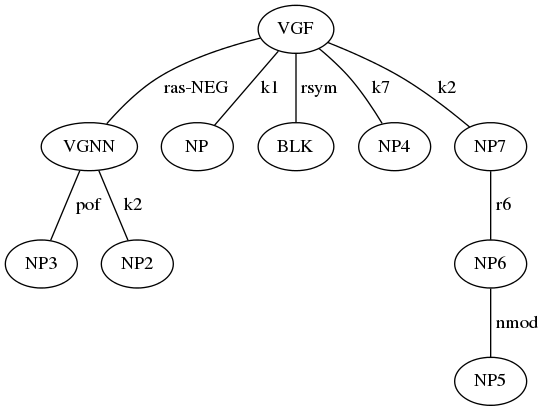 VGF
ras-NEG k1 rsym k7 k2
VGNN NP BLK NP4 NP7
pof k2 r6
NP3 NP2 NP6
nmod
NP5